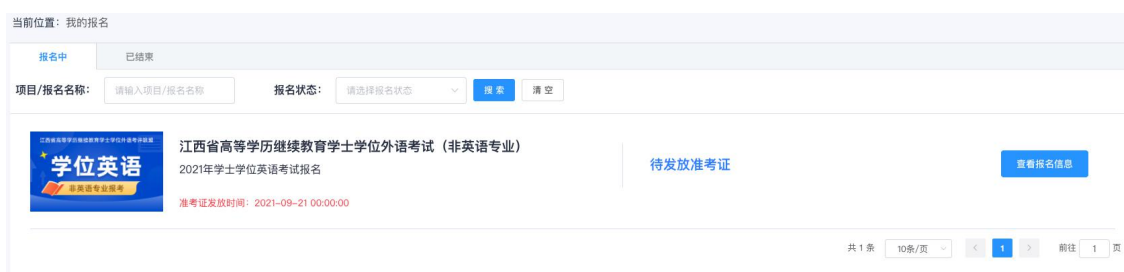 当前位置：我的报名
报名中 已结束
项目/报名名称： 请输入项目/报名名称 报名状态： 请选择报名状态 搜索 清空
江西省高等学历继续教育学士学位外语考试联盟
学位英语
非英语专业报考
江西省高等学历继续教育学士学位外语考试（非英语专业）
2021年学士学位英语考试报名
准考证发放时间：2021-09-21 00:00:00
待发放准考证
查看报名信息
共 1 条 10条/页 < 1 > 前往 1 页